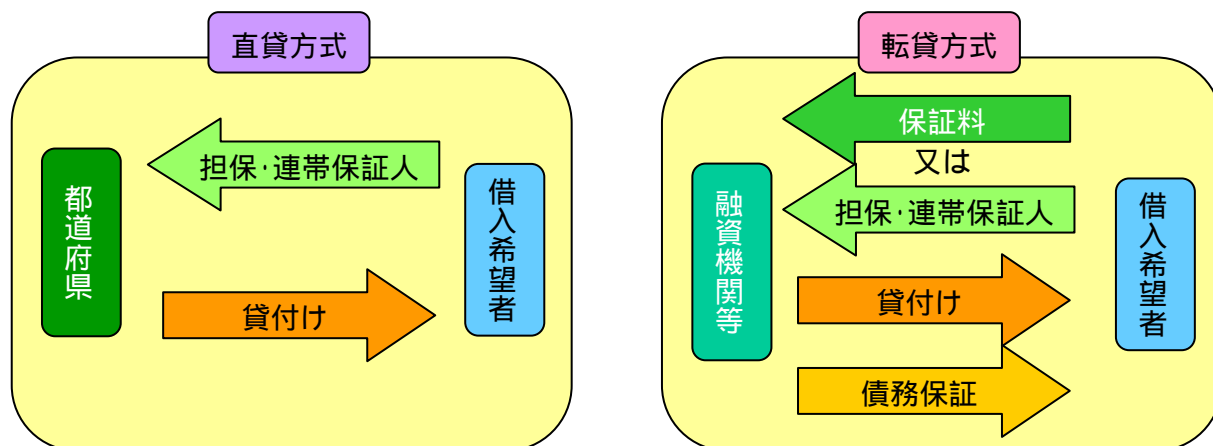 直貸方式
都道府県
担保・連帯保証人
貸付け
借入希望者
転貸方式
保証料
又は
担保・連帯保証人
融資機関等
貸付け
債務保証
借入希望者